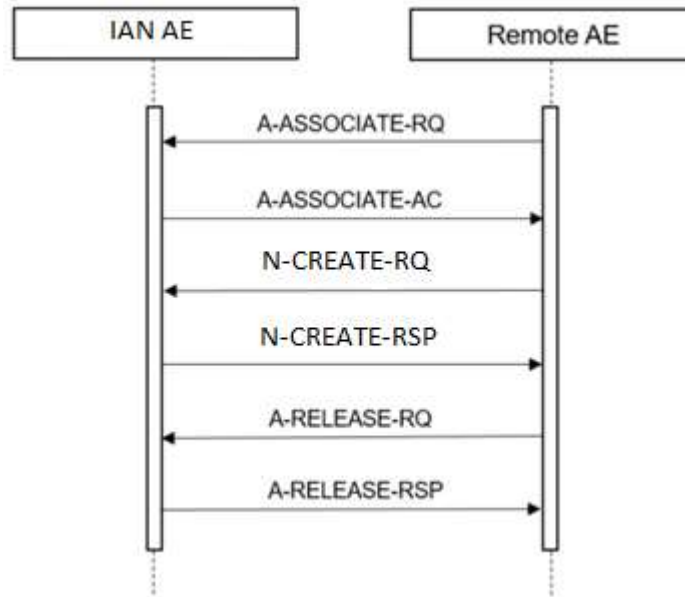 IAN AE
Remote AE
A-ASSOCIATE-RQ
A-ASSOCIATE-AC
N-CREATE-RQ
N-CREATE-RSP
A-RELEASE-RQ
A-RELEASE-RSP